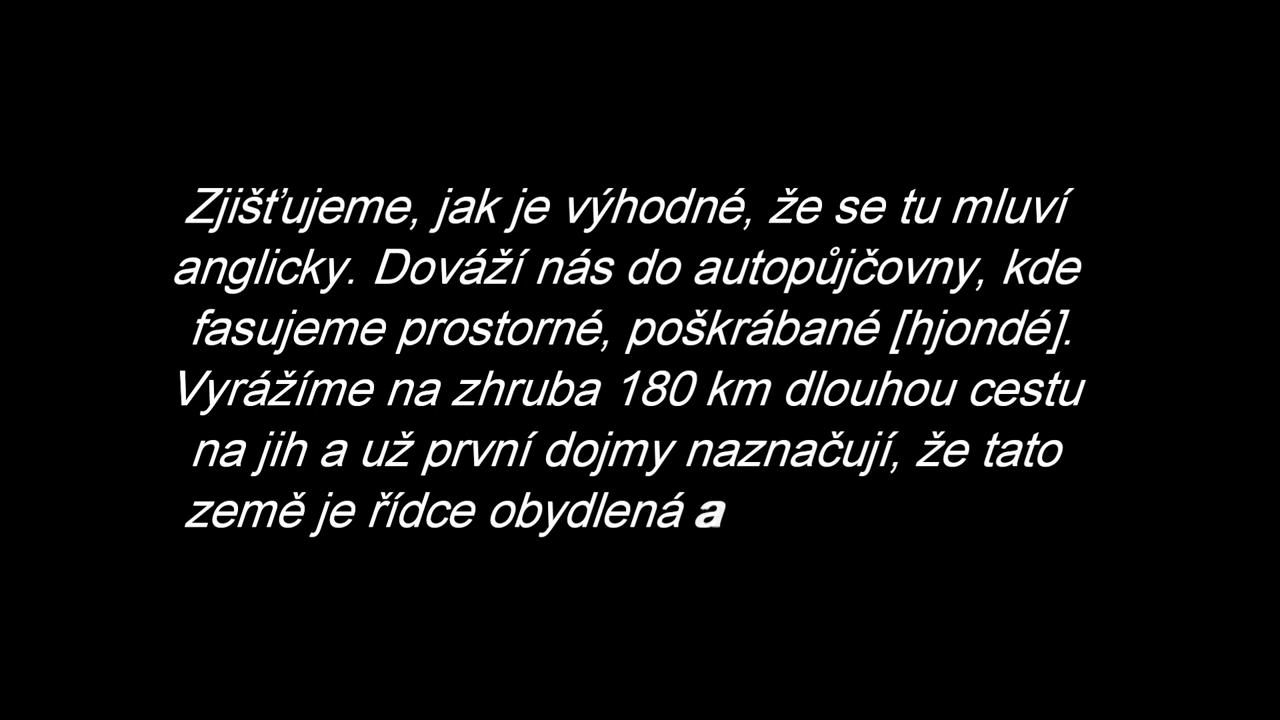 Zjišťujeme, jak je výhodné, že se tu mluví
anglicky. Dováží nás do autopůjčovny, kde
fasujeme prostorné, poškrábané [hjondé].
Vyrážíme na zhruba 180 km dlouhou cestu
na jih a už první dojmy naznačují, že tato
země je řídce obydlená a